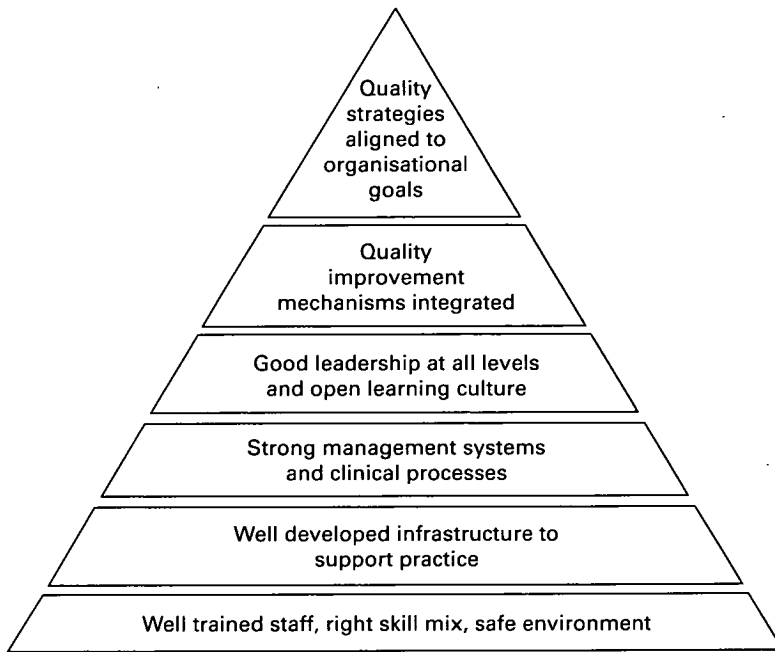 Quality
strategies
aligned to
organisational
goals
Quality
improvement
mechanisms integrated
Good leadership at all levels
and open learning culture
Strong management systems
and clinical processes
Well developed infrastructure to
support practice
Well trained staff, right skill mix, safe environment